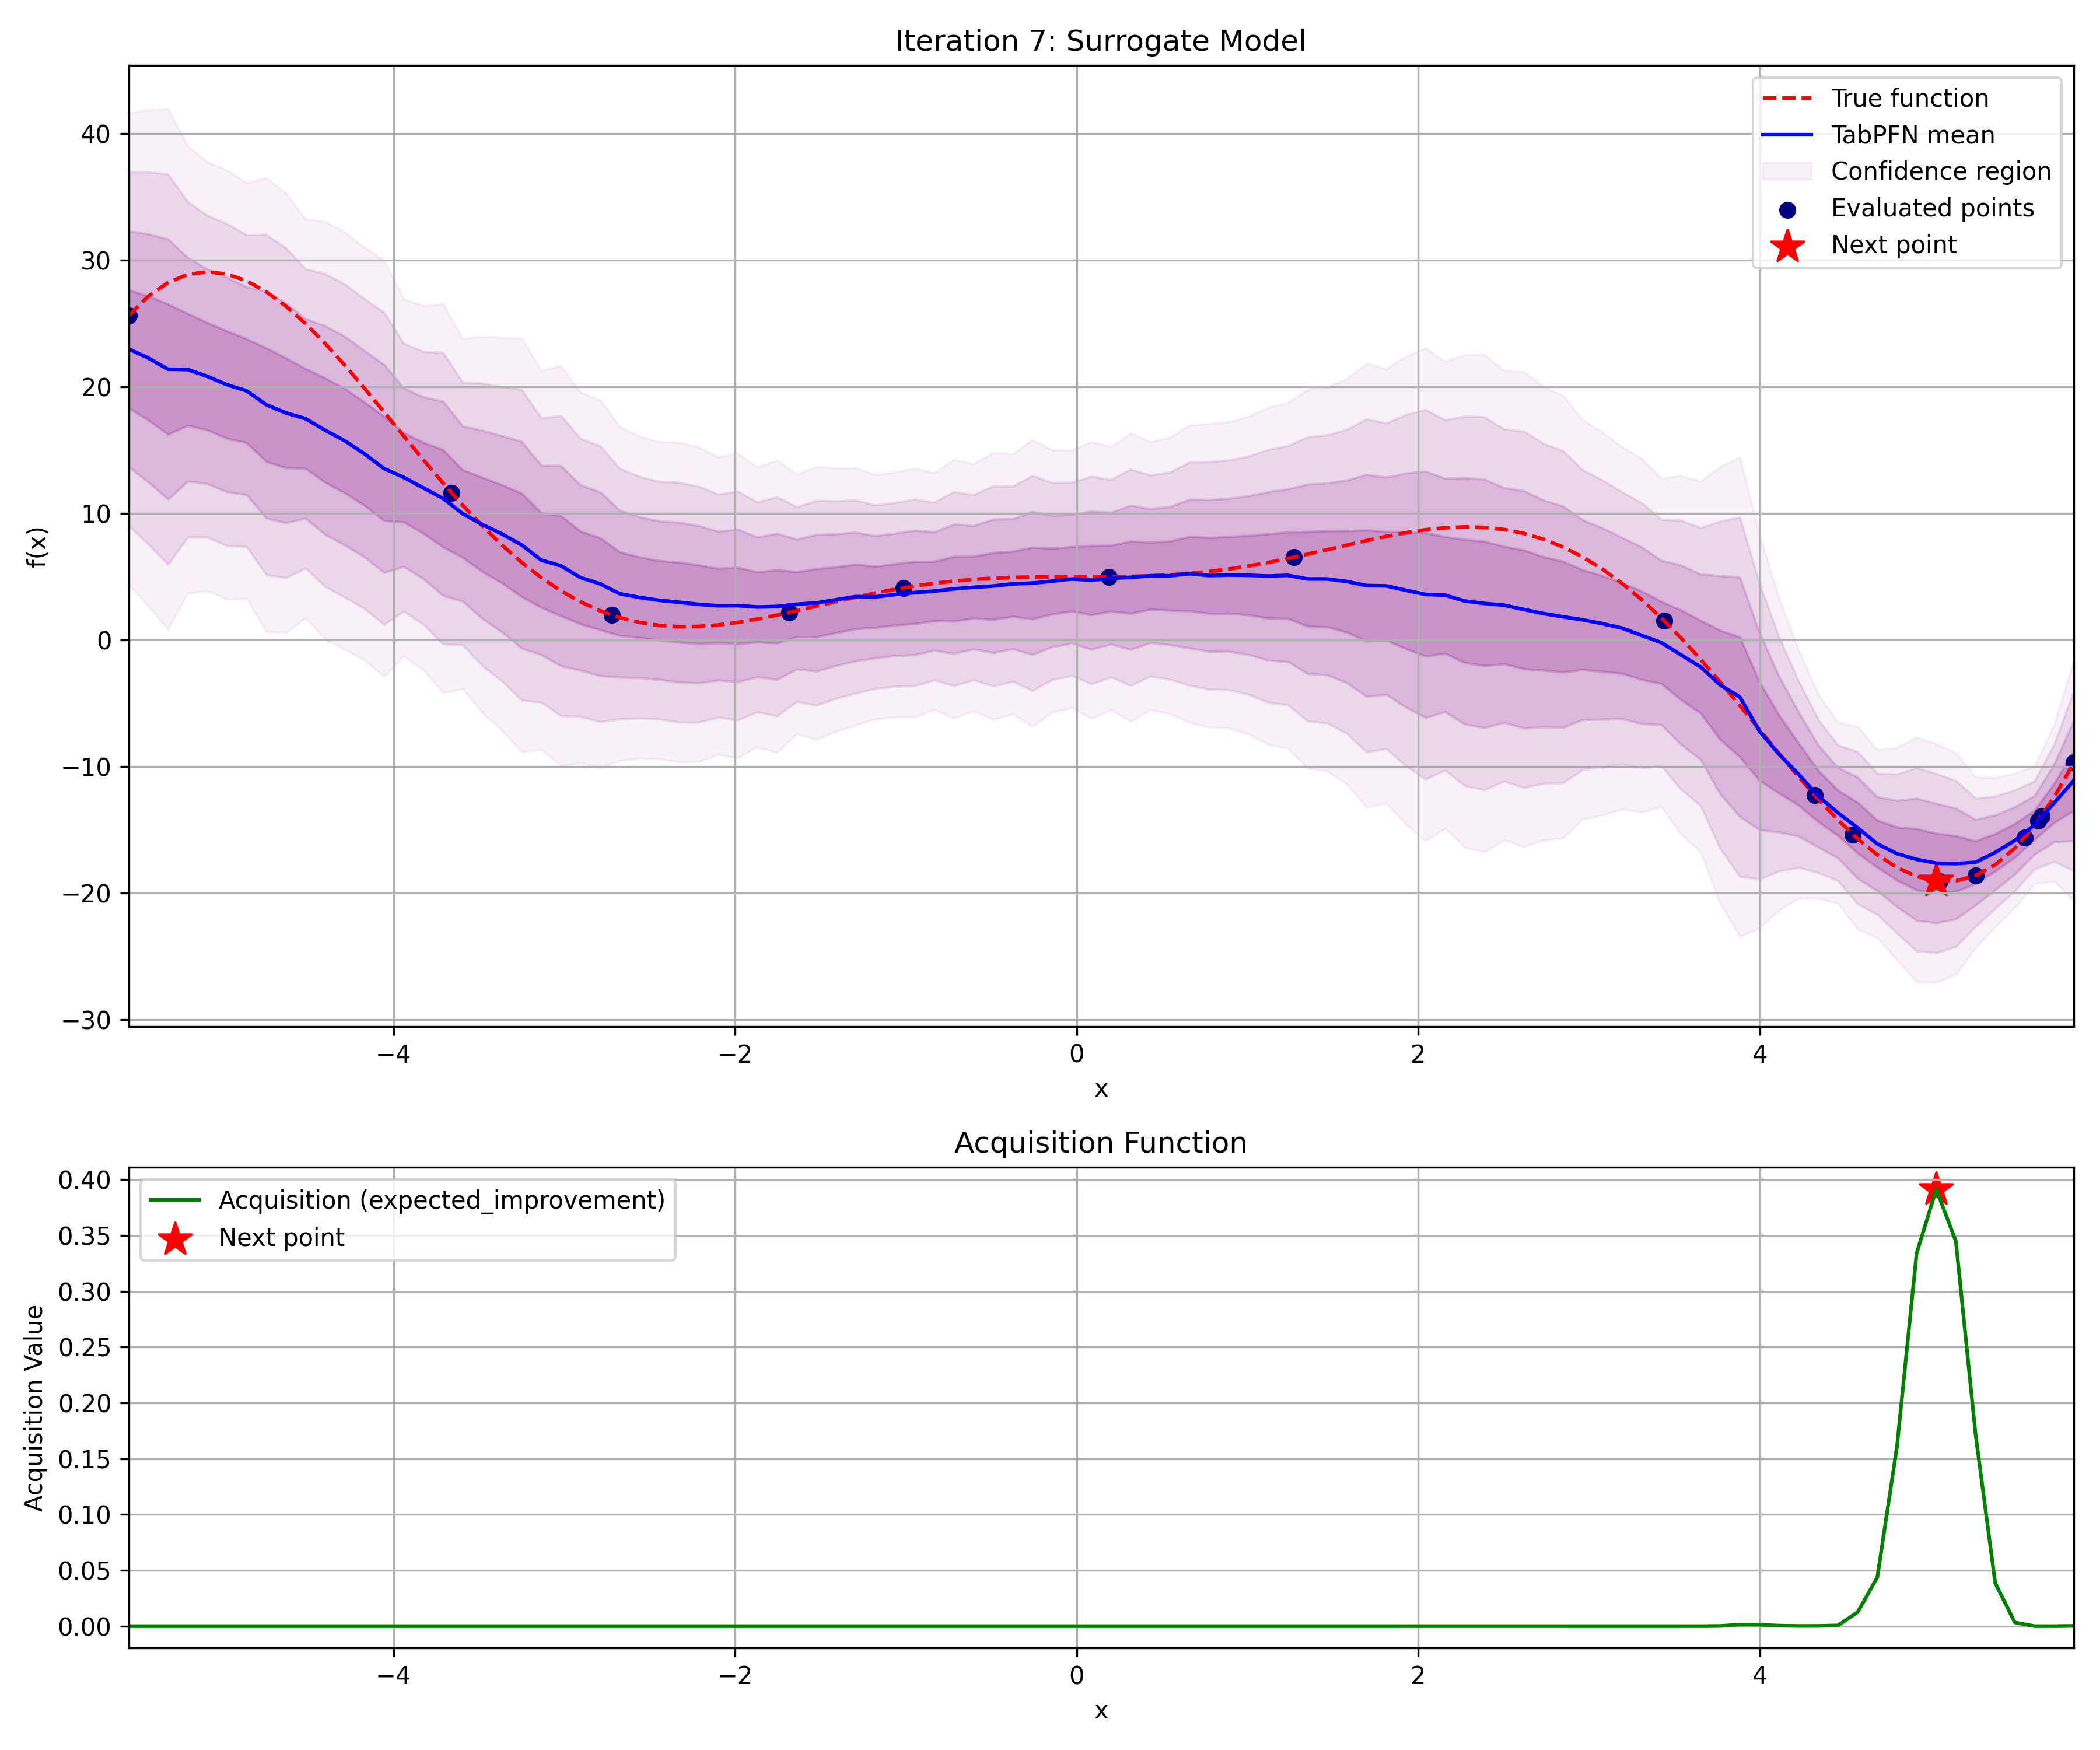 Iteration 7: Surrogate Model
True function
TabPFN mean
Confidence region
Evaluated points
Next point
40
30
20
10
0
−10
−20
−30
f(x)
−4
−2
0
2
4
x
Acquisition Function
Acquisition (expected_improvement)
Next point
0.40
0.35
0.30
0.25
0.20
0.15
0.10
0.05
0.00
Acquisition Value
−4
−2
0
2
4
x